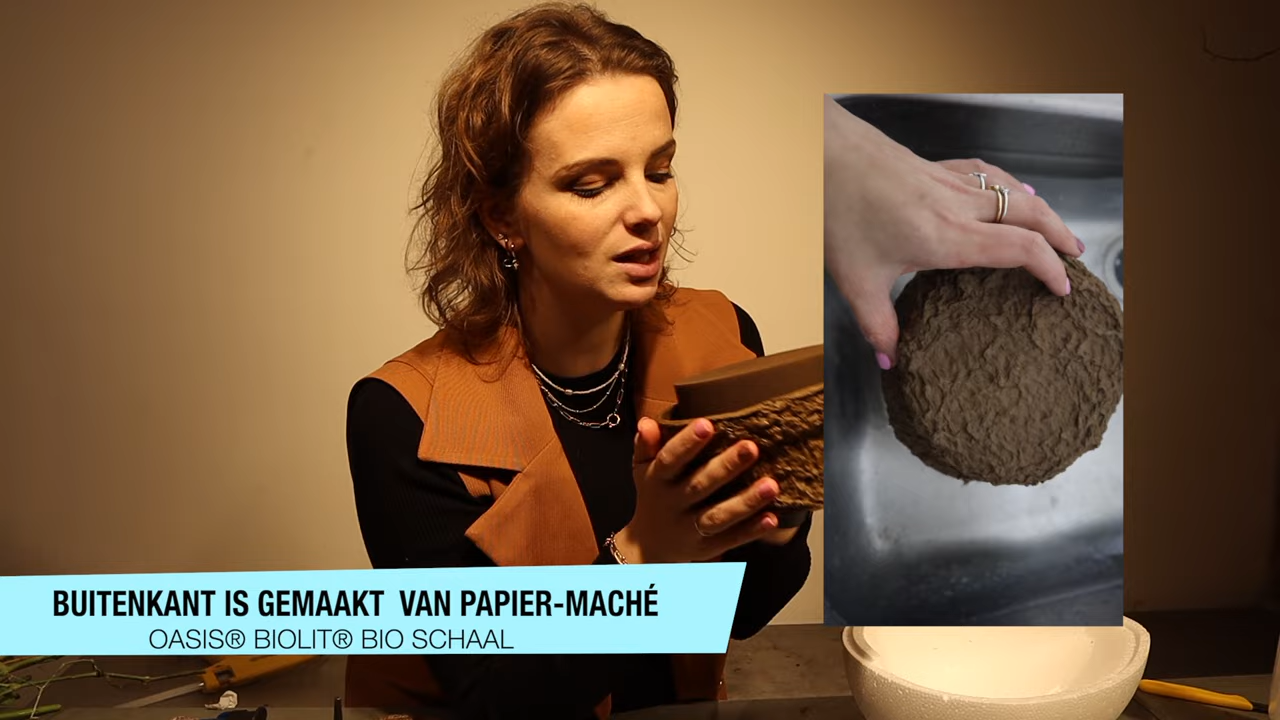 BUITENKANT IS GEMAAKT VAN PAPIER-MACHÉ
OASIS® BIOLIT® BIO SCHAAL